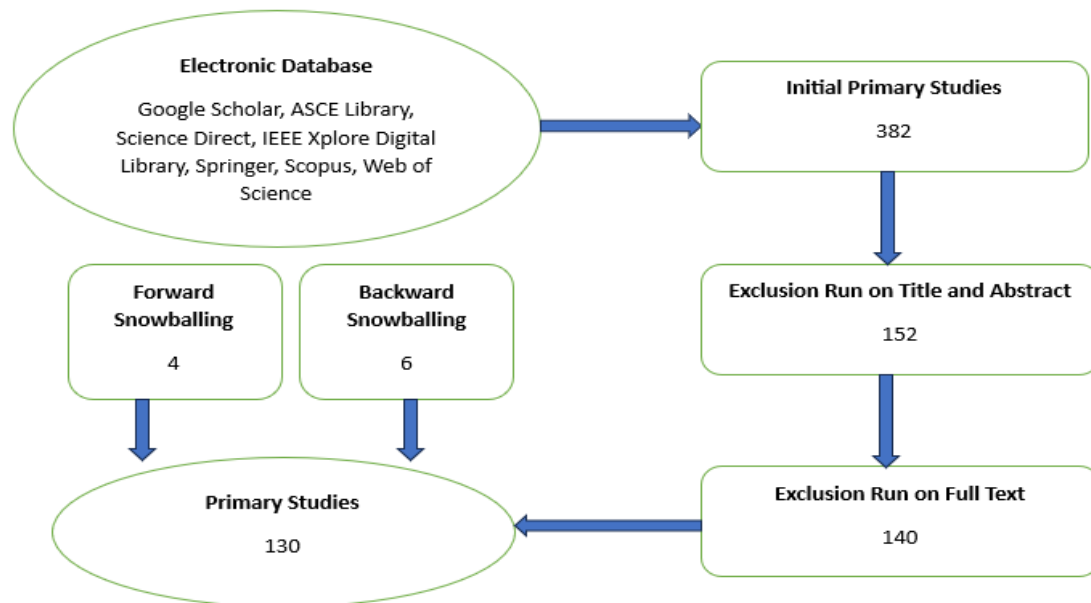 Electronic Database
Google Scholar, ASCE Library,
Science Direct, IEEE Xplore Digital
Library, Springer, Scopus, Web of
Science
Initial Primary Studies
382
Forward
Snowballing
4
Backward
Snowballing
6
Exclusion Run on Title and Abstract
152
Primary Studies
130
Exclusion Run on Full Text
140